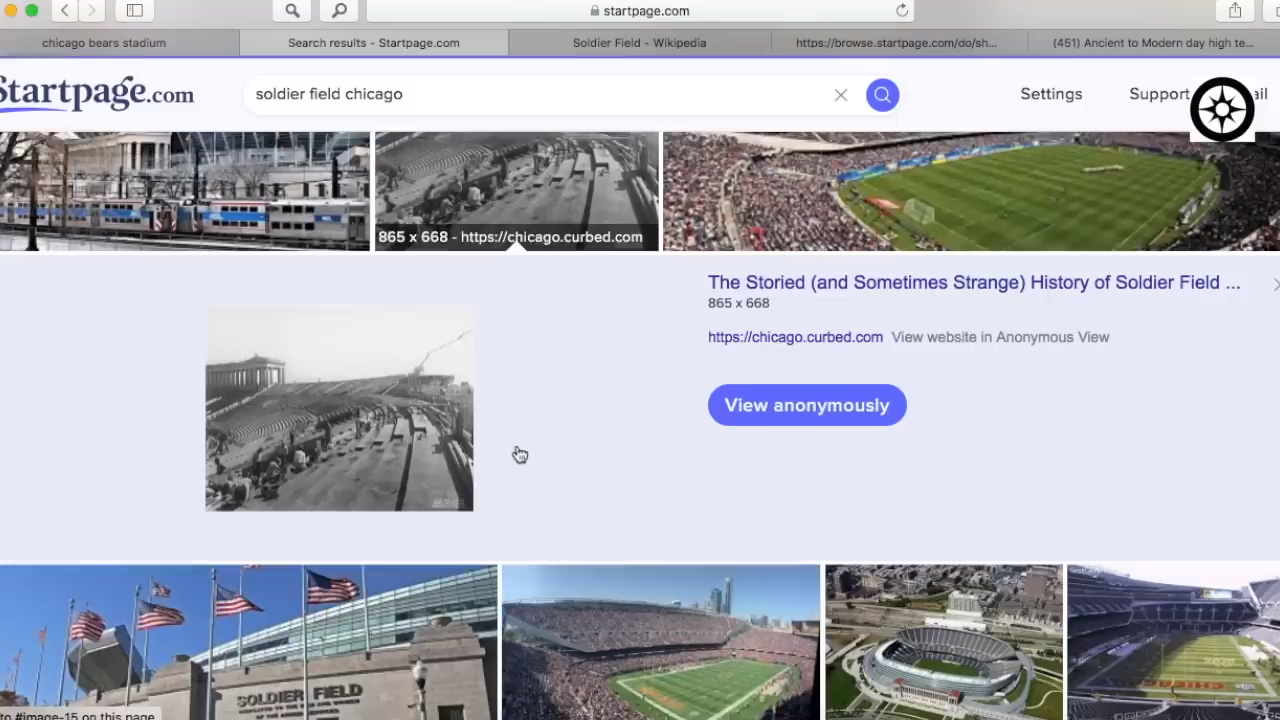 startpage.com
chicago bears stadium
Search results - Startpage.com
Soldier Field - Wikipedia
https://browse.startpage.com/do/sh...
(451) Ancient to Modern day high te...
Startpage.com
soldier field chicago
Settings
Support
ail
865 x 668 - https://chicago.curbed.com
The Storied (and Sometimes Strange) History of Soldier Field ...
865 x 668
https://chicago.curbed.com View website in Anonymous View
View anonymously
SOLDIER FIELD
to #image-15 on this page